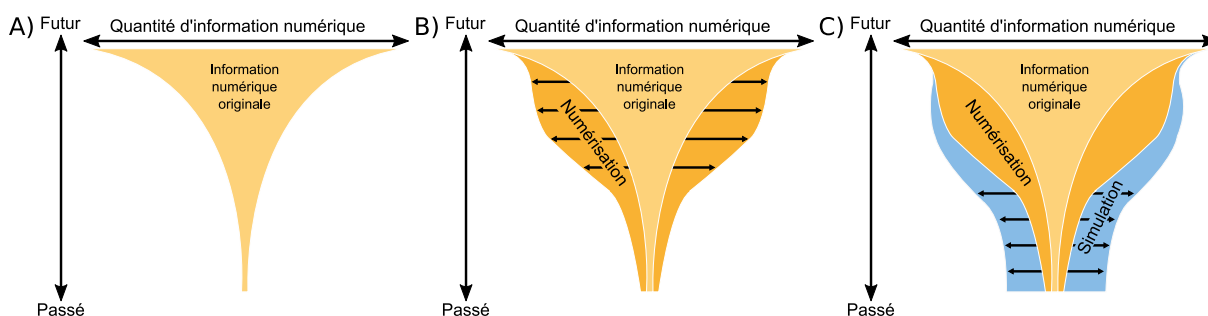 A)
Futur
Quantité d'information numérique
Information
numérique
originale
Passé
B)
Futur
Quantité d'information numérique
Information
numérique
originale
Numérisation
Passé
C)
Futur
Quantité d'information numérique
Information
numérique
originale
Numérisation
Simulation
Passé